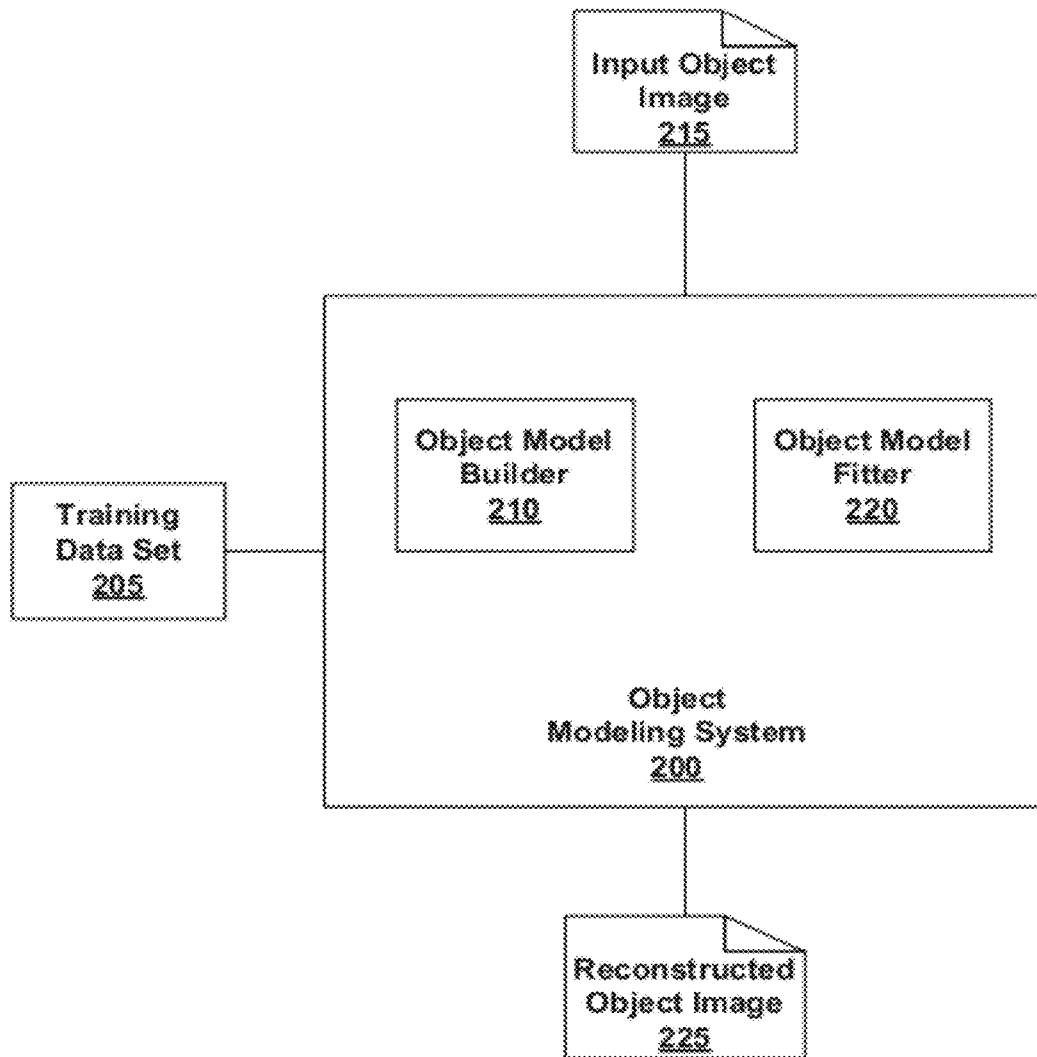 Input Object
Image
215
Object Model
Builder
210
Object Model
Fitter
220
Training
Data Set
205
Object
Modeling System
200
Reconstructed
Object Image
225